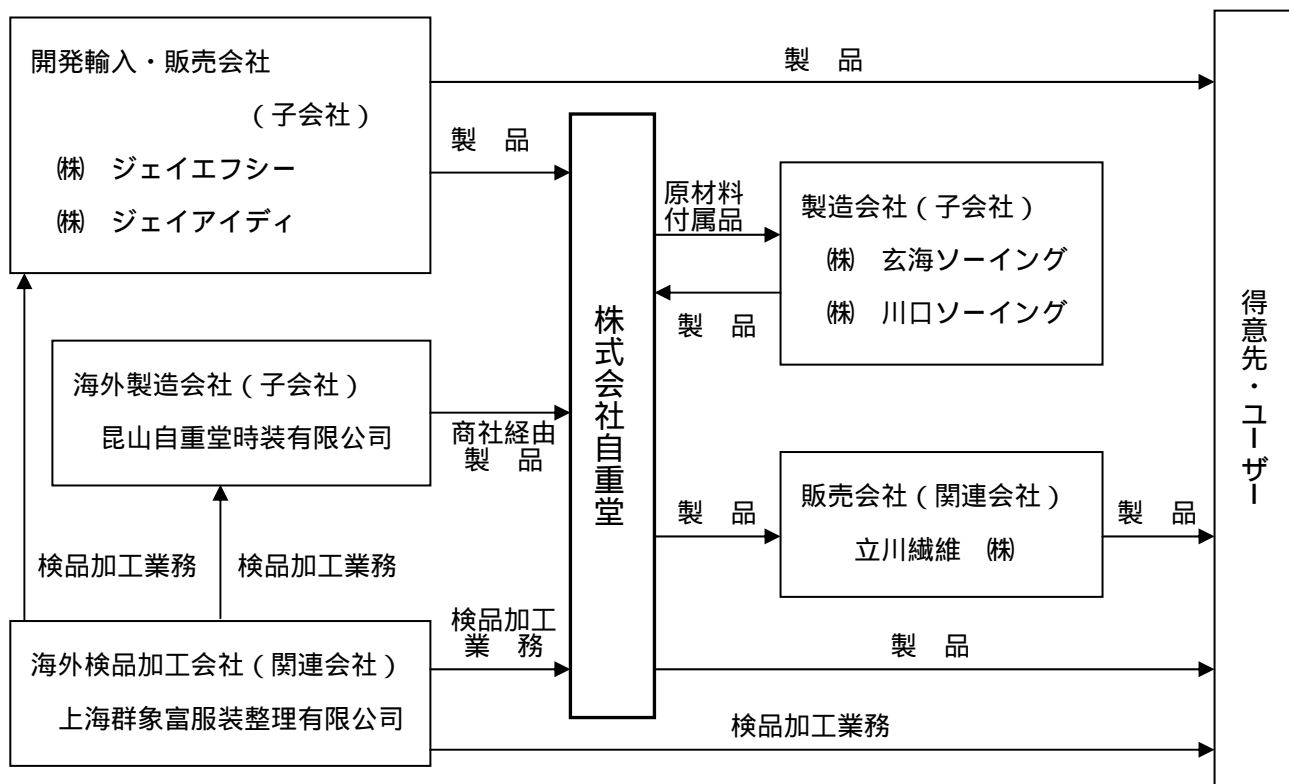 開発輸入・販売会社
(子会社)
㈱ ジェイエフシー
㈱ ジェイアイディ
製 品
製 品
海外製造会社(子会社)
昆山自重堂時装有限公司
商社経由
製 品
検品加工業務
検品加工業務
海外検品加工会社(関連会社)
上海群象富服装整理有限公司
検品加工
業 務
株式会社自重堂
原材料
付属品
製造会社(子会社)
㈱ 玄海ソーイング
㈱ 川口ソーイング
製 品
製 品
販売会社(関連会社)
立川繊維 ㈱
製 品
製 品
検品加工業務
得意先・ユーザー